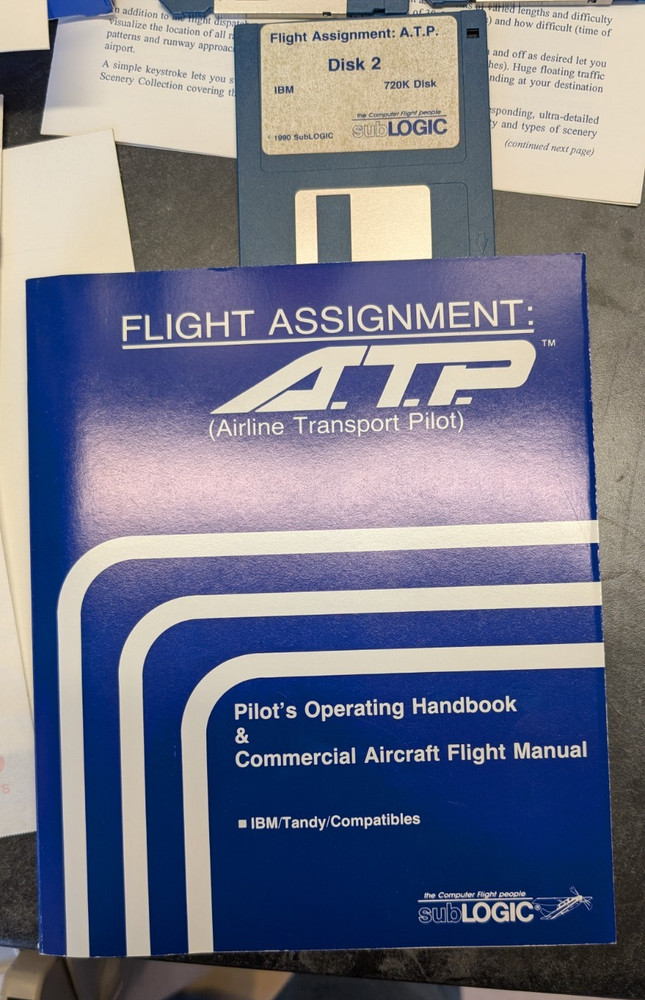 In addition to the flight dispat
visualize the location of all r
patterns and runway approac
airport.
A simple keystroke lets you s
Scenery Collection covering th
of varied lengths and difficulty
) and how difficult (time of
and off as desired let you
hes). Huge floating traffic
nding at your destination
sponding, ultra-detailed
ty and types of scenery
(continued next page)
Flight Assignment: A.T.P.
Disk 2
IBM 720K Disk
the Computer Flight people
© 1990 SubLOGIC subLOGIC
FLIGHT ASSIGNMENT:
A.T.P.™
(Airline Transport Pilot)
Pilot's Operating Handbook
&
Commercial Aircraft Flight Manual
■ IBM/Tandy/Compatibles
the Computer Flight people
subLOGIC